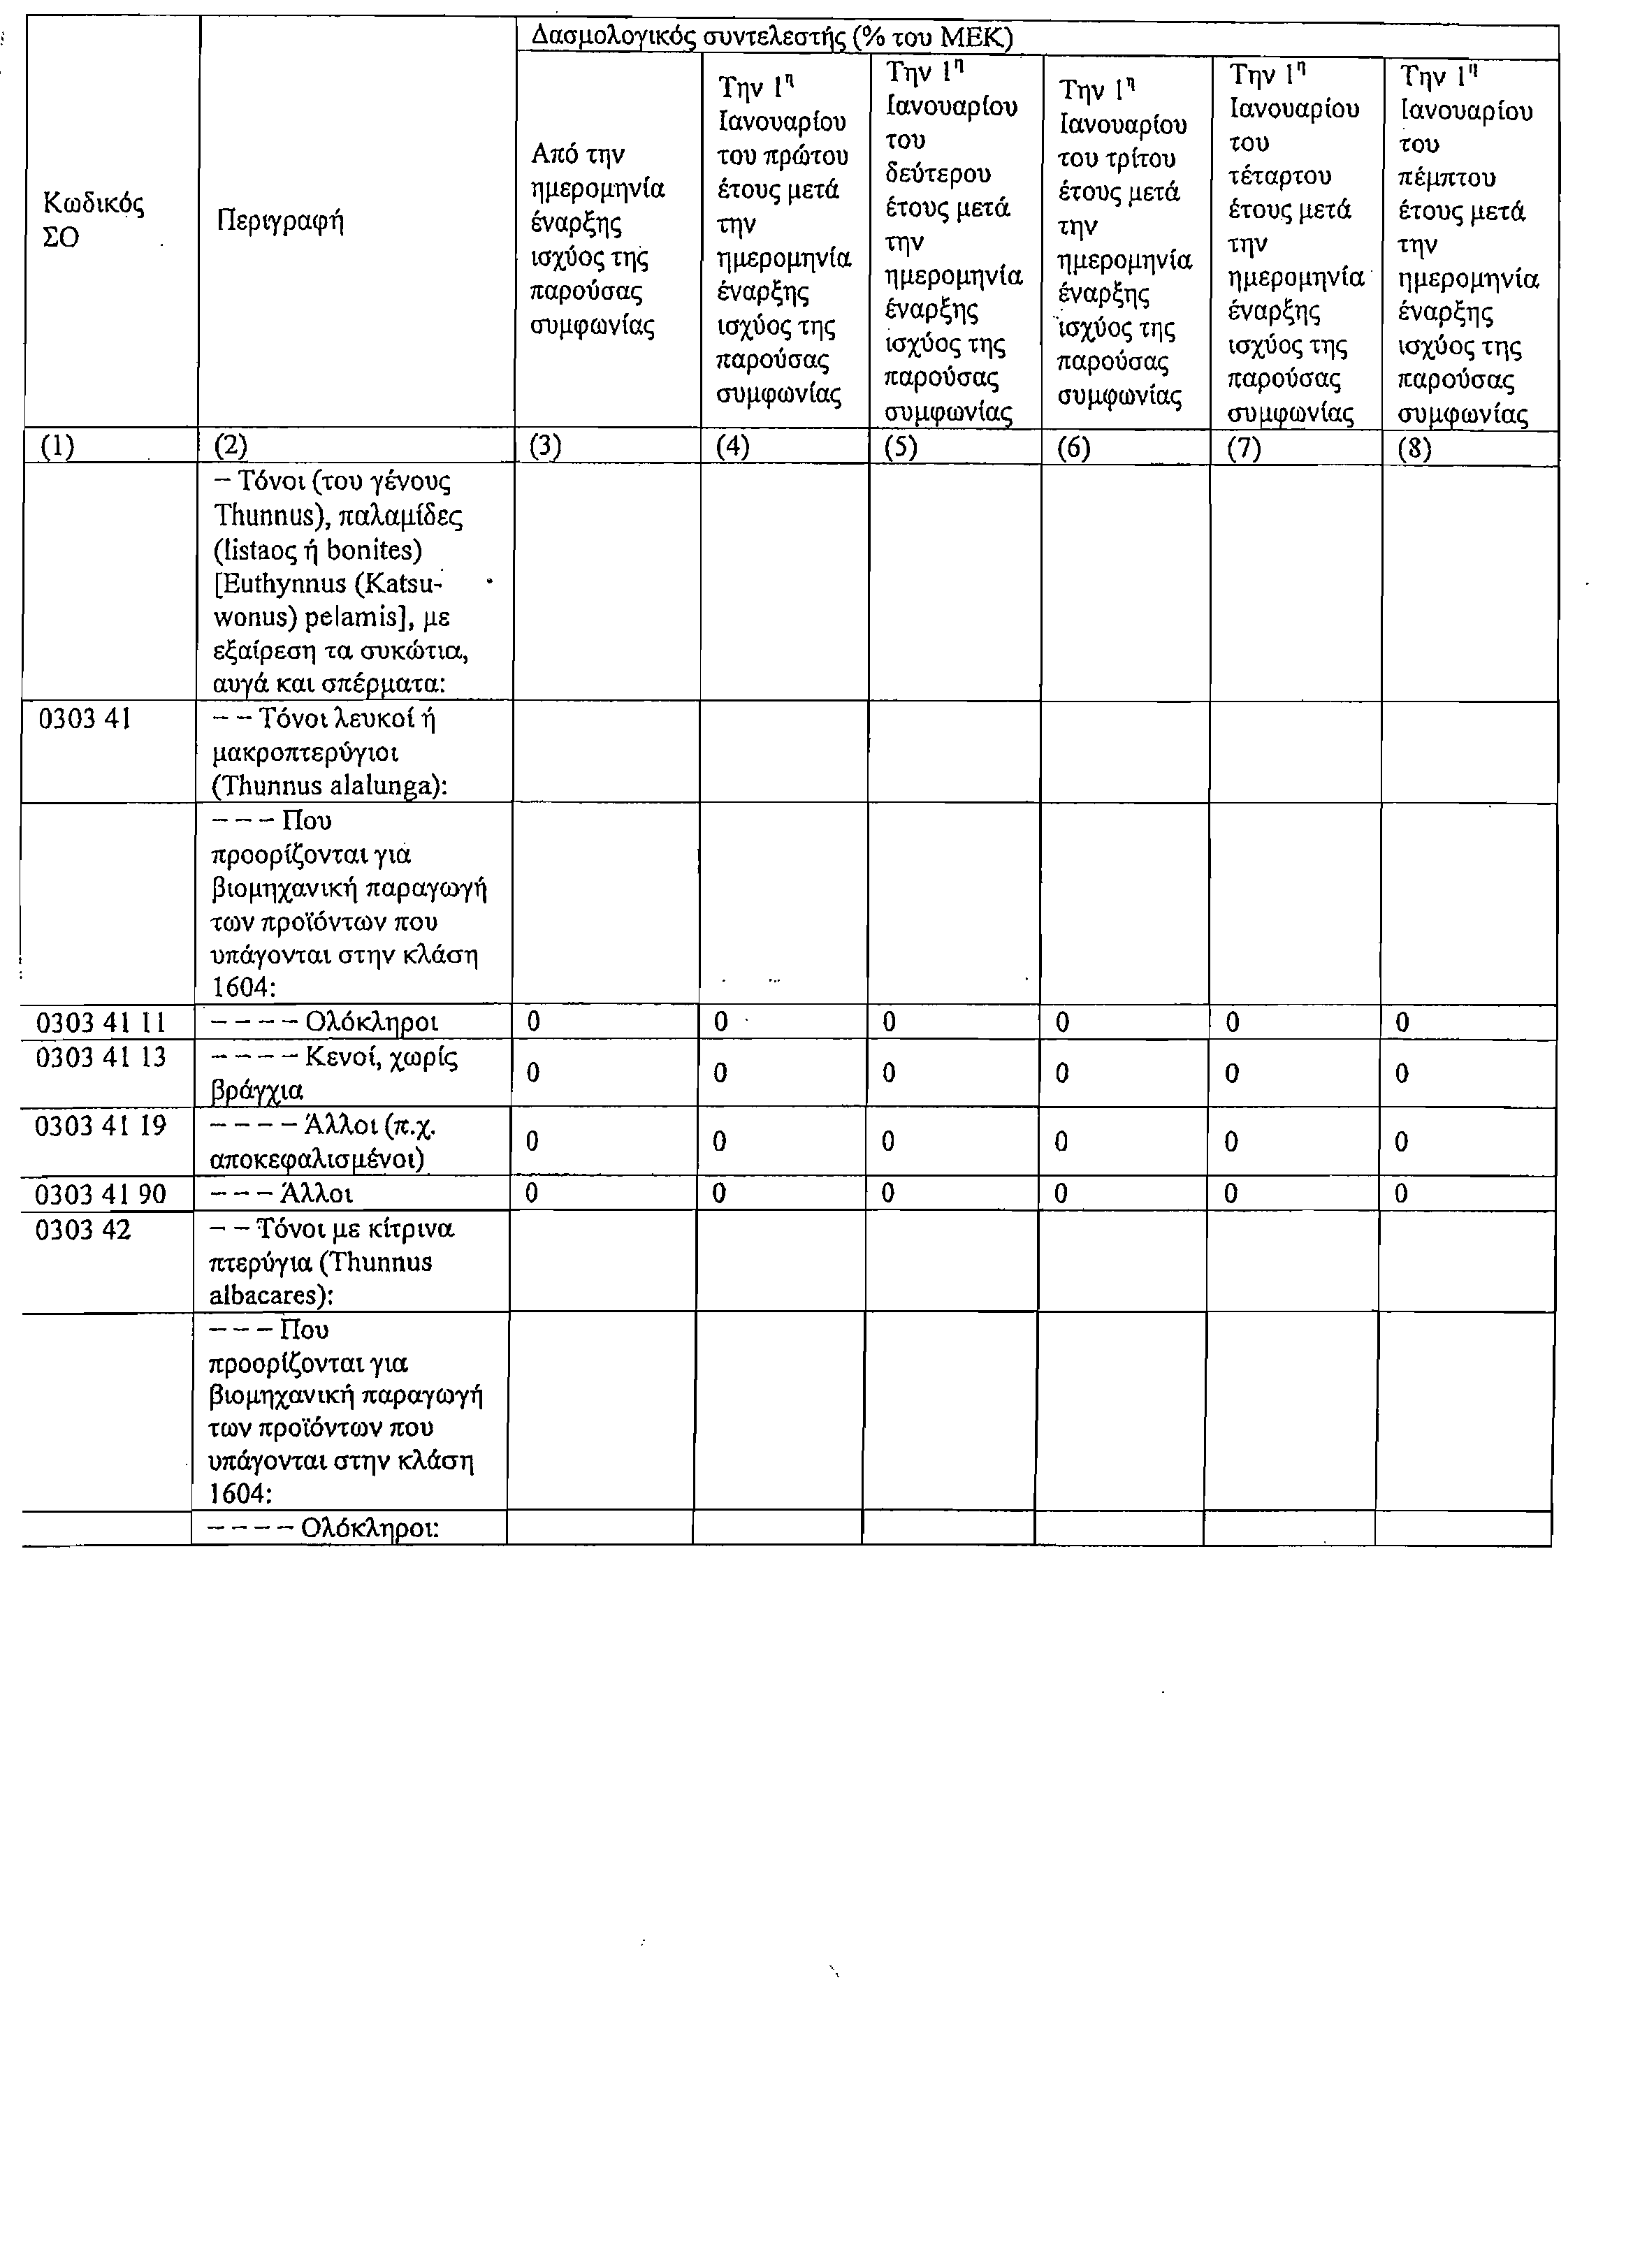 Δασμολογικός συντελεστής (% του ΜΕΚ)
Κωδικός
ΣΟ
Περιγραφή
Από την
ημερομηνία
έναρξης
ισχύος της
παρούσας
συμφωνίας
Την 1η
Ιανουαρίου
του πρώτου
έτους μετά
την
ημερομηνία
έναρξης
ισχύος της
παρούσας
συμφωνίας
Την 1η
Ιανουαρίου
του
δεύτερου
έτους μετά
την
ημερομηνία
έναρξης
ισχύος της
παρούσας
συμφωνίας
Την 1η
Ιανουαρίου
του τρίτου
έτους μετά
την
ημερομηνία
έναρξης
ισχύος της
παρούσας
συμφωνίας
Την 1η
Ιανουαρίου
του
τέταρτου
έτους μετά
την
ημερομηνία
έναρξης
ισχύος της
παρούσας
συμφωνίας
Την 1η
Ιανουαρίου
του
πέμπτου
έτους μετά
την
ημερομηνία
έναρξης
ισχύος της
παρούσας
συμφωνίας
(1) (2) (3) (4) (5) (6) (7) (8)
– Τόνοι (του γένους
Thunnus), παλαμίδες
(listaος ή bonites)
[Euthynnus (Katsu-
wonus) pelamis], με
εξαίρεση τα συκώτια,
αυγά και σπέρματα:
0303 41 – – Τόνοι λευκοί ή
μακροπτερύγιοι
(Thunnus alalunga):
– – – Που
προορίζονται για
βιομηχανική παραγωγή
των προϊόντων που
υπάγονται στην κλάση
1604:
0303 41 11 – – – – Ολόκληροι 0 0 0 0 0 0
0303 41 13 – – – – Κενοί, χωρίς
βράγχια 0 0 0 0 0 0
0303 41 19 – – – – Άλλοι (π.χ.
αποκεφαλισμένοι) 0 0 0 0 0 0
0303 41 90 – – – Άλλοι 0 0 0 0 0 0
0303 42 – – Τόνοι με κίτρινα
πτερύγια (Thunnus
albacares):
– – – Που
προορίζονται για
βιομηχανική παραγωγή
των προϊόντων που
υπάγονται στην κλάση
1604:
– – – – Ολόκληροι: